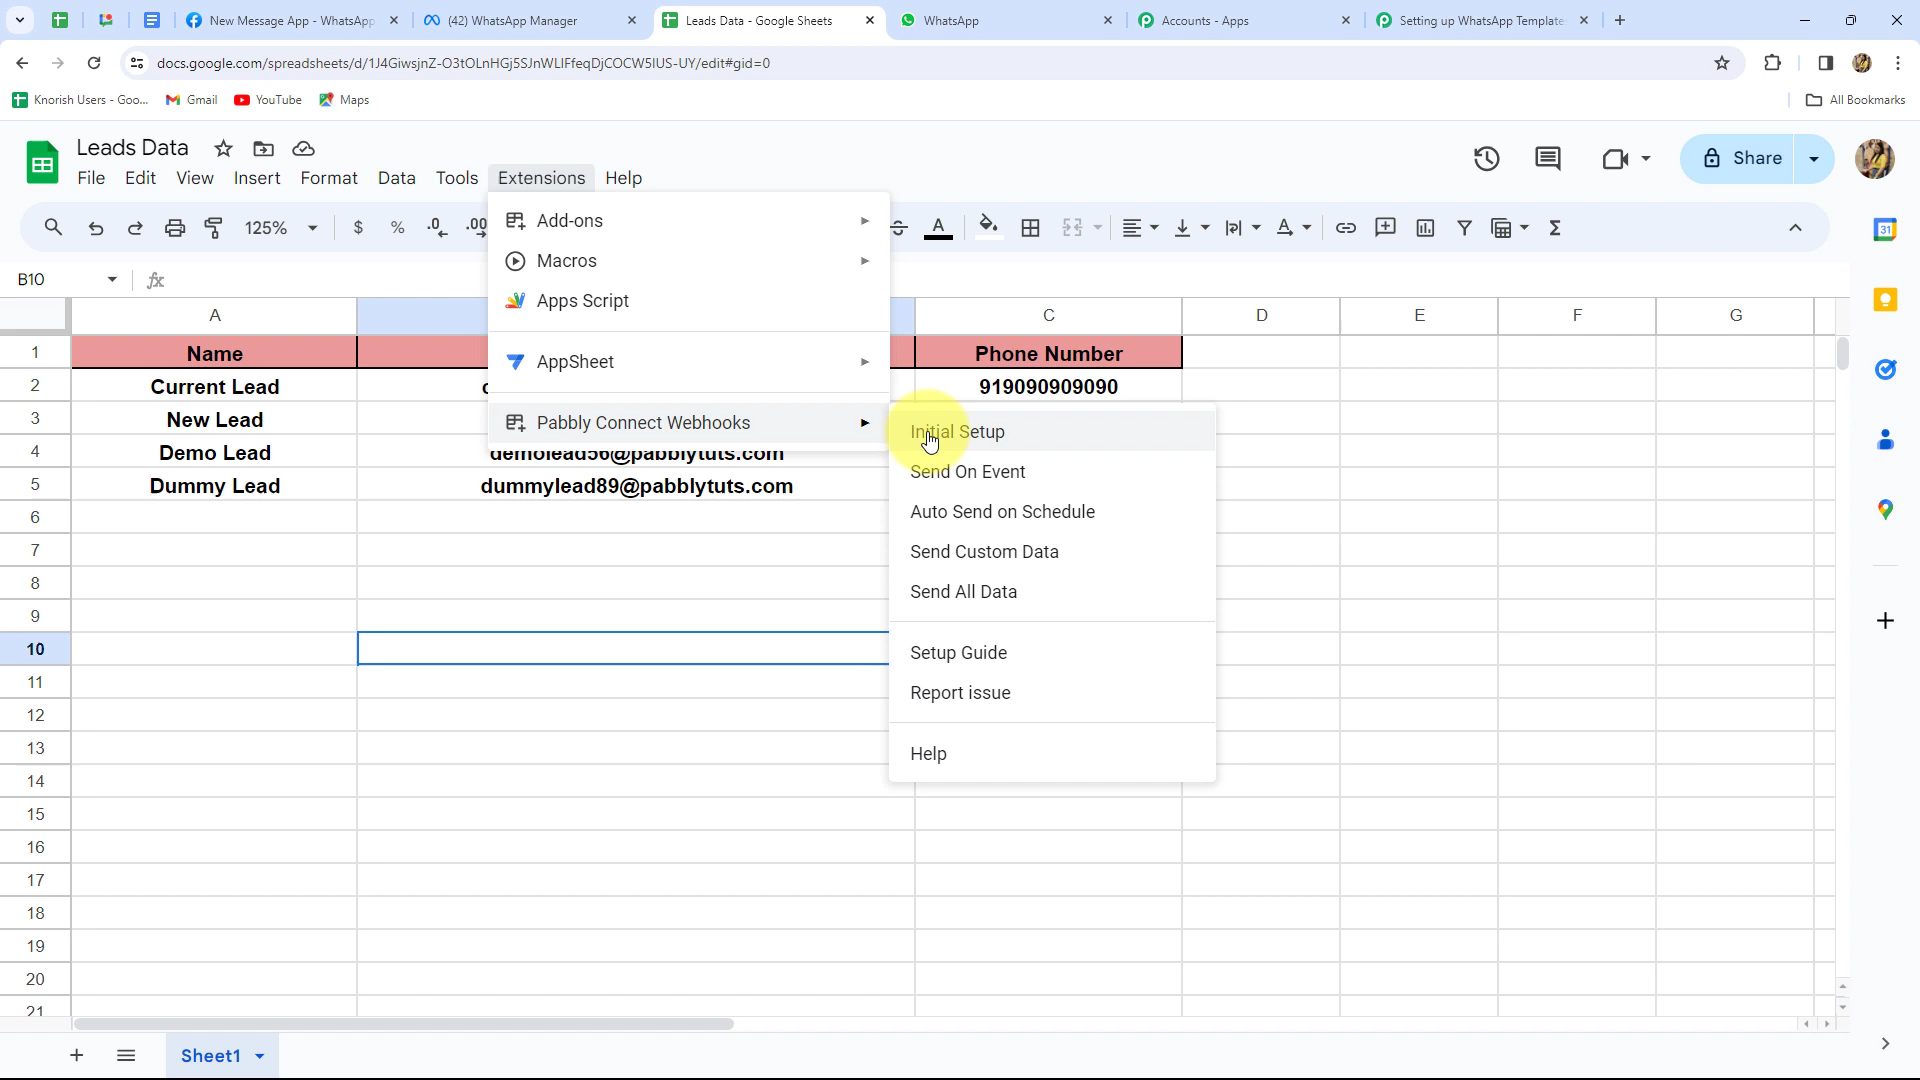 New Message App - WhatsApp
(42) WhatsApp Manager
Leads Data - Google Sheets
WhatsApp
Accounts - Apps
Setting up WhatsApp Template
docs.google.com/spreadsheets/d/1J4GiwsjnZ-O3tOLnHGj5SJnWLIFfeqDjCOCW5IUS-UY/edit#gid=0
Knorish Users - Goo...
Gmail
YouTube
Maps
All Bookmarks
Leads Data
Share
File Edit View Insert Format Data Tools Extensions Help
125%
$ % .0 .00
A
31
B10
fx
Add-ons
Macros
Apps Script
AppSheet
Pabbly Connect Webhooks
Initial Setup
Send On Event
Auto Send on Schedule
Send Custom Data
Send All Data
Setup Guide
Report issue
Help
A C D E F G
1 Name Phone Number
2 Current Lead 919090909090
3 New Lead
4 Demo Lead demolead56@pabblytuts.com
5 Dummy Lead dummylead89@pabblytuts.com
6
7
8
9
10
11
12
13
14
15
16
17
18
19
20
21
Sheet1